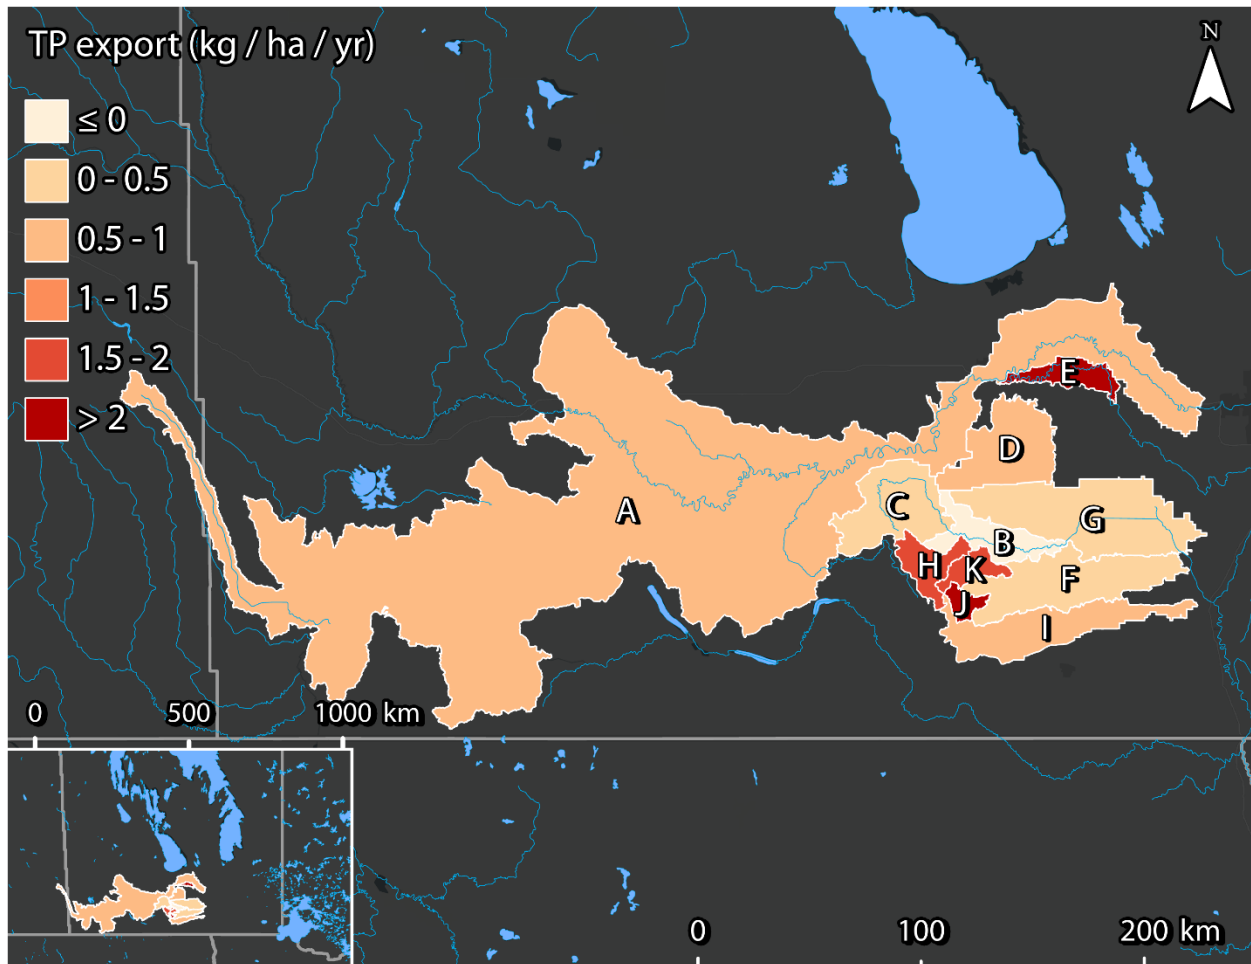 TP export (kg / ha / yr)
N
≤ 0
0 - 0.5
0.5 - 1
1 - 1.5
1.5 - 2
> 2
E
D
A
C
G
B
H
K
F
J
I
0 500 1000 km
0 100 200 km